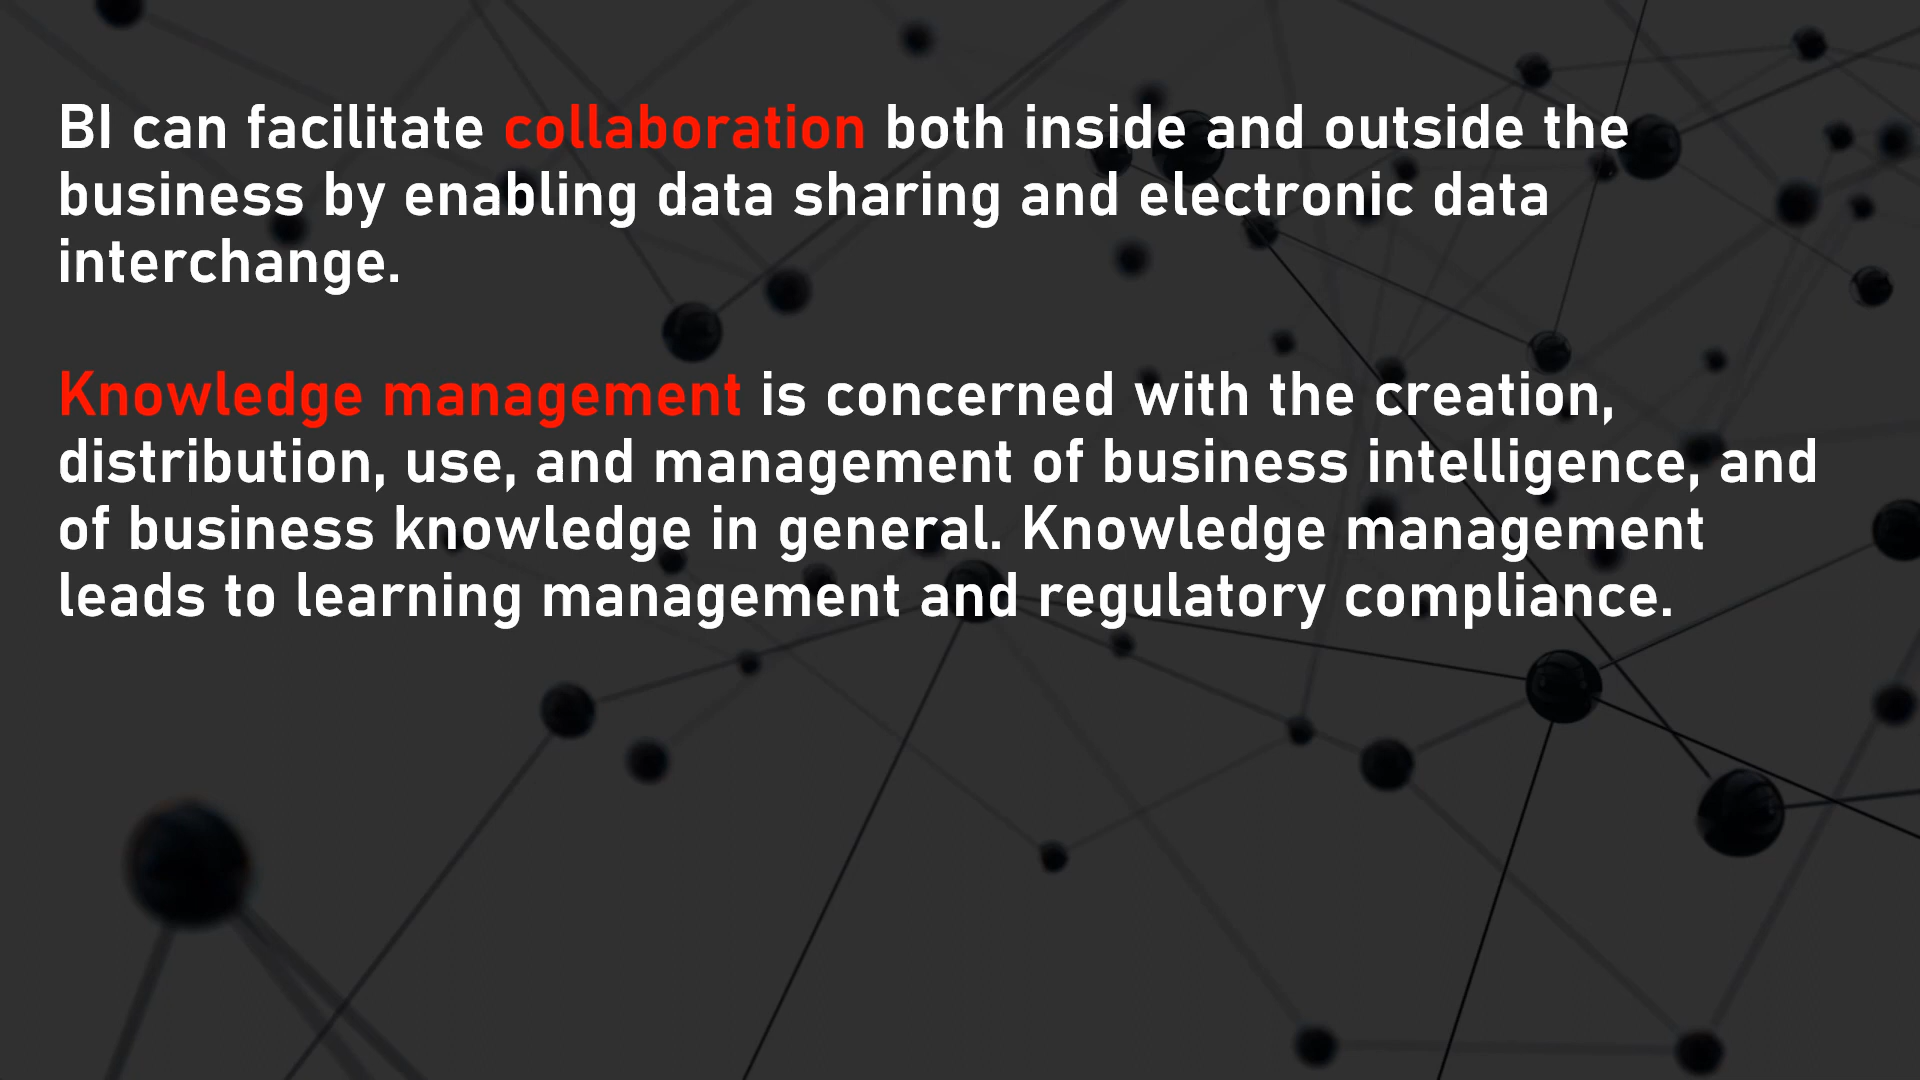 BI can facilitate collaboration both inside and outside the
business by enabling data sharing and electronic data
interchange.
Knowledge management is concerned with the creation,
distribution, use, and management of business intelligence, and
of business knowledge in general. Knowledge management
leads to learning management and regulatory compliance.